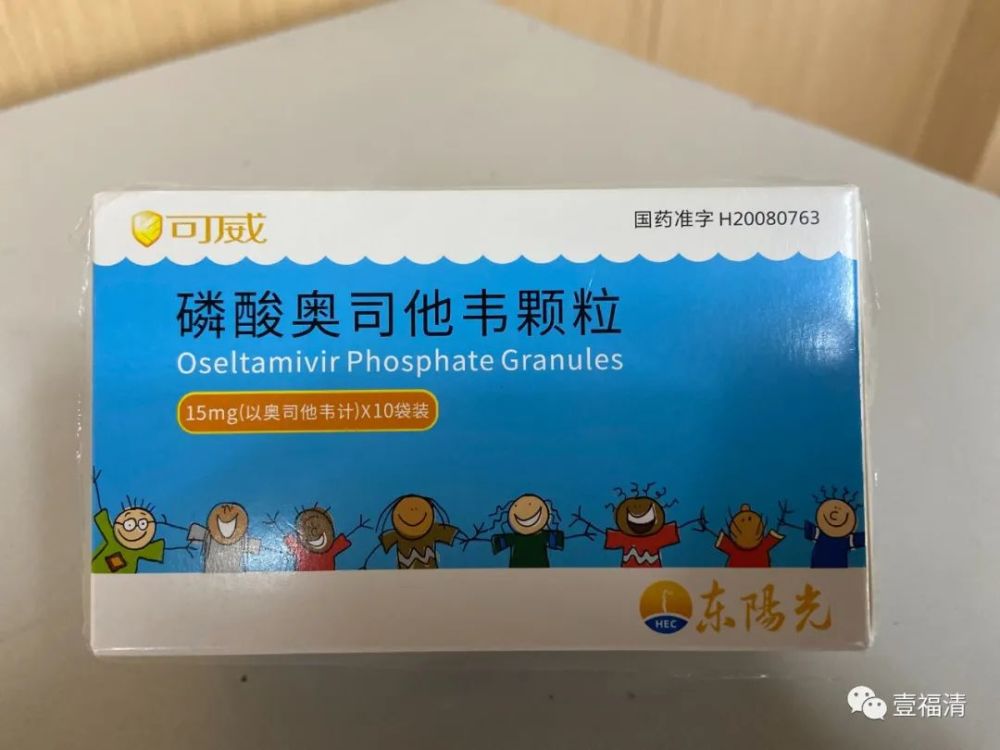 可威
国药准字 H20080763
磷酸奥司他韦颗粒
Oseltamivir Phosphate Granules
15mg(以奥司他韦计)X10袋装
HEC
东陽光
壹福清